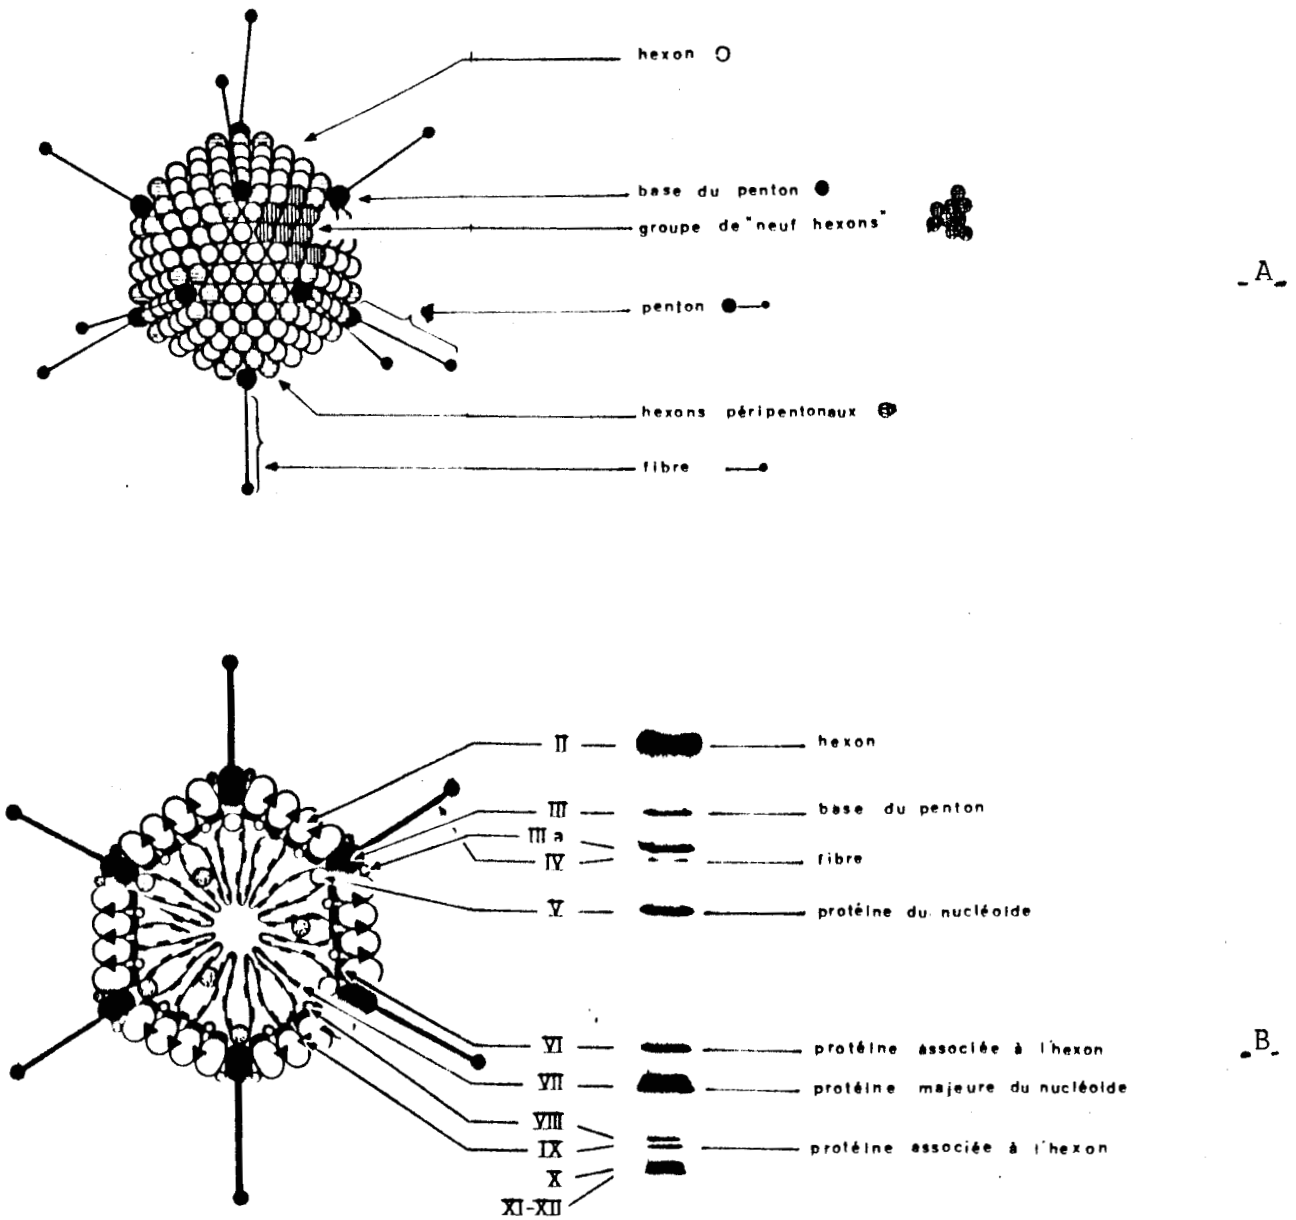 hexon
base du penton
groupe de "neuf hexons"
- A -
penton
hexons péripentonaux
fibre
II hexon
III base du penton
III a
IV fibre
V protéine du nucléoide
VI protéine associée à l'hexon
- B -
VII protéine majeure du nucléoide
VIII
IX protéine associée à l'hexon
X
XI-XII